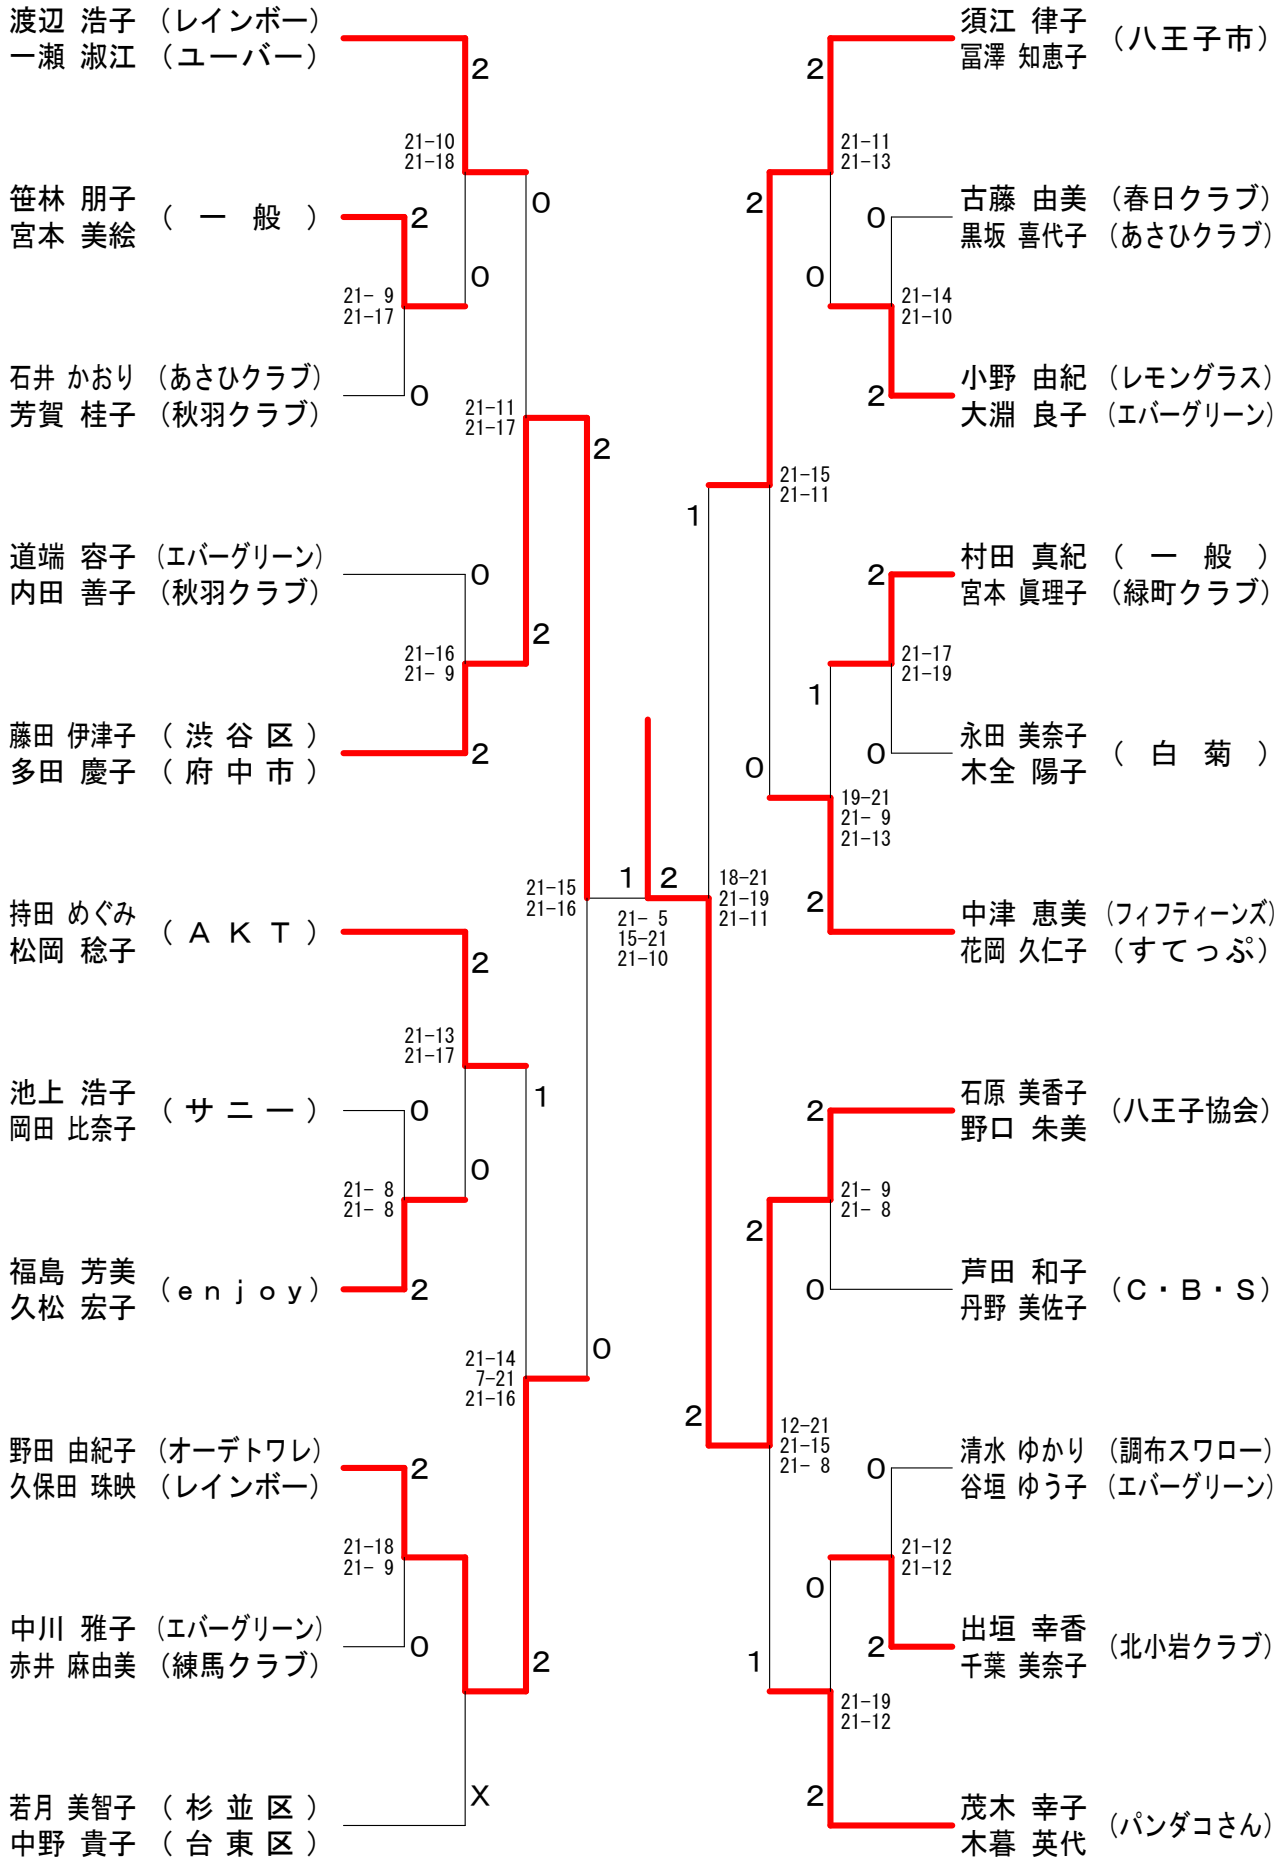 渡辺 浩子 (レインボー)
一瀬 淑江 (ユーバー)
2
21-10
21-18
笹林 朋子
宮本 美絵
( 一 般 )
2
0
0
21- 9
21-17
石井 かおり (あさひクラブ)
芳賀 桂子 (秋羽クラブ)
0
21-11
21-17
2
道端 容子 (エバーグリーン)
内田 善子 (秋羽クラブ)
0
2
21-16
21- 9
藤田 伊津子 ( 渋 谷 区 )
多田 慶子 ( 府 中 市 )
2
21-15
21-16
持田 めぐみ
松岡 稔子
( A K T )
2
21-13
21-17
1
池上 浩子
岡田 比奈子
( サ ニ ー )
0
0
21- 8
21- 8
福島 芳美
久松 宏子
(e n j o y)
2
0
21-14
7-21
21-16
野田 由紀子 (オーデトワレ)
久保田 珠映 (レインボー)
2
21-18
21- 9
中川 雅子 (エバーグリーン)
赤井 麻由美 (練馬クラブ)
0
2
若月 美智子 ( 杉 並 区 )
中野 貴子 ( 台 東 区 )
X
1 2
21- 5
15-21
21-10
須江 律子
冨澤 知恵子
(八王子市)
2
21-11
21-13
2
古藤 由美 (春日クラブ)
黒坂 喜代子 (あさひクラブ)
0
0
21-14
21-10
小野 由紀 (レモングラス)
大淵 良子 (エバーグリーン)
2
21-15
21-11
1
村田 真紀 ( 一 般 )
宮本 眞理子 (緑町クラブ)
2
21-17
21-19
1
永田 美奈子
木全 陽子
( 白 菊 )
0
0
19-21
21- 9
21-13
18-21
21-19
21-11
中津 恵美 (フィフティーンズ)
花岡 久仁子 (すてっぷ)
2
石原 美香子
野口 朱美
(八王子協会)
2
21- 9
21- 8
2
芦田 和子
丹野 美佐子
(C・B・S)
0
2
12-21
21-15
21- 8
清水 ゆかり (調布スワロー)
谷垣 ゆう子 (エバーグリーン)
0
21-12
21-12
0
出垣 幸香
千葉 美奈子
(北小岩クラブ)
2
1
21-19
21-12
茂木 幸子
木暮 英代
(パンダコさん)
2